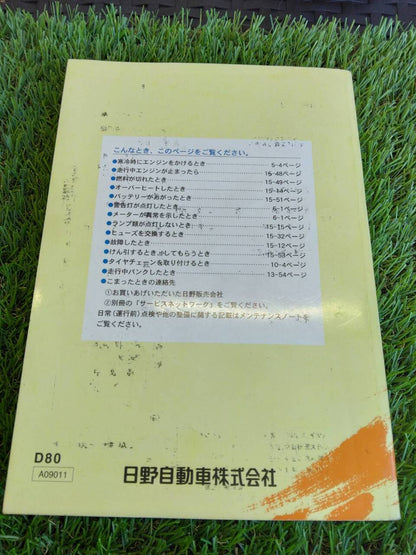 こんなとき、このページをご覧ください。
●寒冷時にエンジンをかけるとき 5-4ページ
●走行中エンジンが止まったら 15-48ページ
●燃料が切れたとき 15-49ページ
●オーバーヒートしたとき 15-14ページ
●バッテリーがあがったとき 15-51ページ
●警告灯が点灯したとき 6-1ページ
●メーターが異常を示したとき 6-1ページ
●ランプ類が点灯しないとき 15-15ページ
●ヒューズを交換するとき 15-32ページ
●故障したとき 15-12ページ
●けん引するとき、してもらうとき 15-53ページ
●タイヤチェーンを取り付けるとき 10-4ページ
●走行中パンクしたとき 13-54ページ
●こまったときの連絡先
①お買いあげいただいた日野販売会社
②別冊の「サービスネットワーク」をご覧ください。
日常(運行前)点検や他の整備に関する記載はメンテナンスノートを
ご覧ください。
D80
A09011
日野自動車株式会社